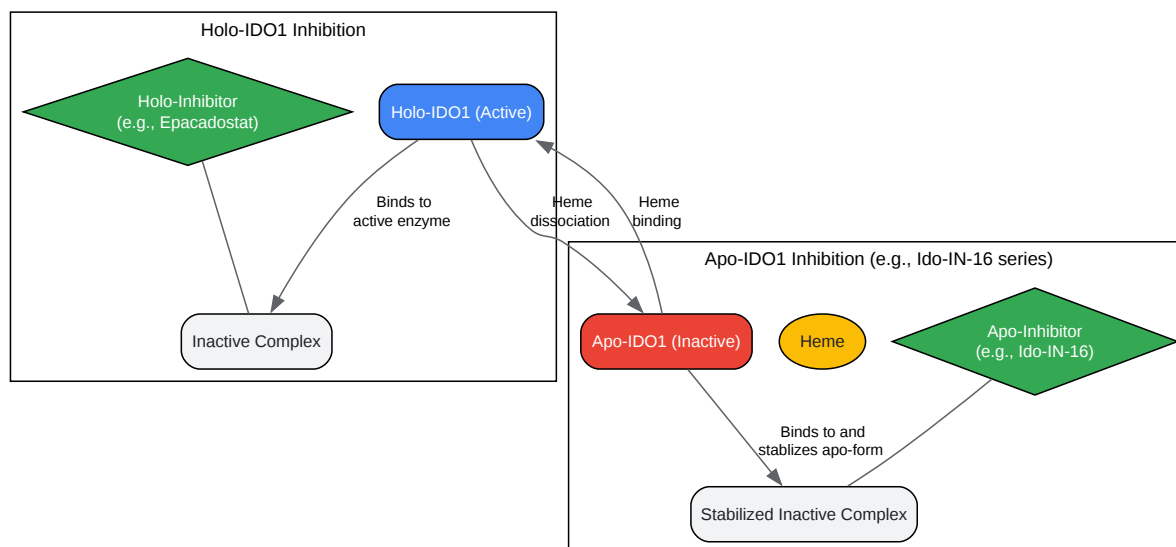 Holo-IDO1 Inhibition
Holo-Inhibitor
(e.g., Epacadostat)
Holo-IDO1 (Active)
Binds to
active enzyme
Heme
dissociation
Heme
binding
Inactive Complex
Apo-IDO1 Inhibition (e.g., Ido-IN-16 series)
Apo-IDO1 (Inactive)
Heme
Apo-Inhibitor
(e.g., Ido-IN-16)
Binds to and
stablizes apo-form
Stabilized Inactive Complex